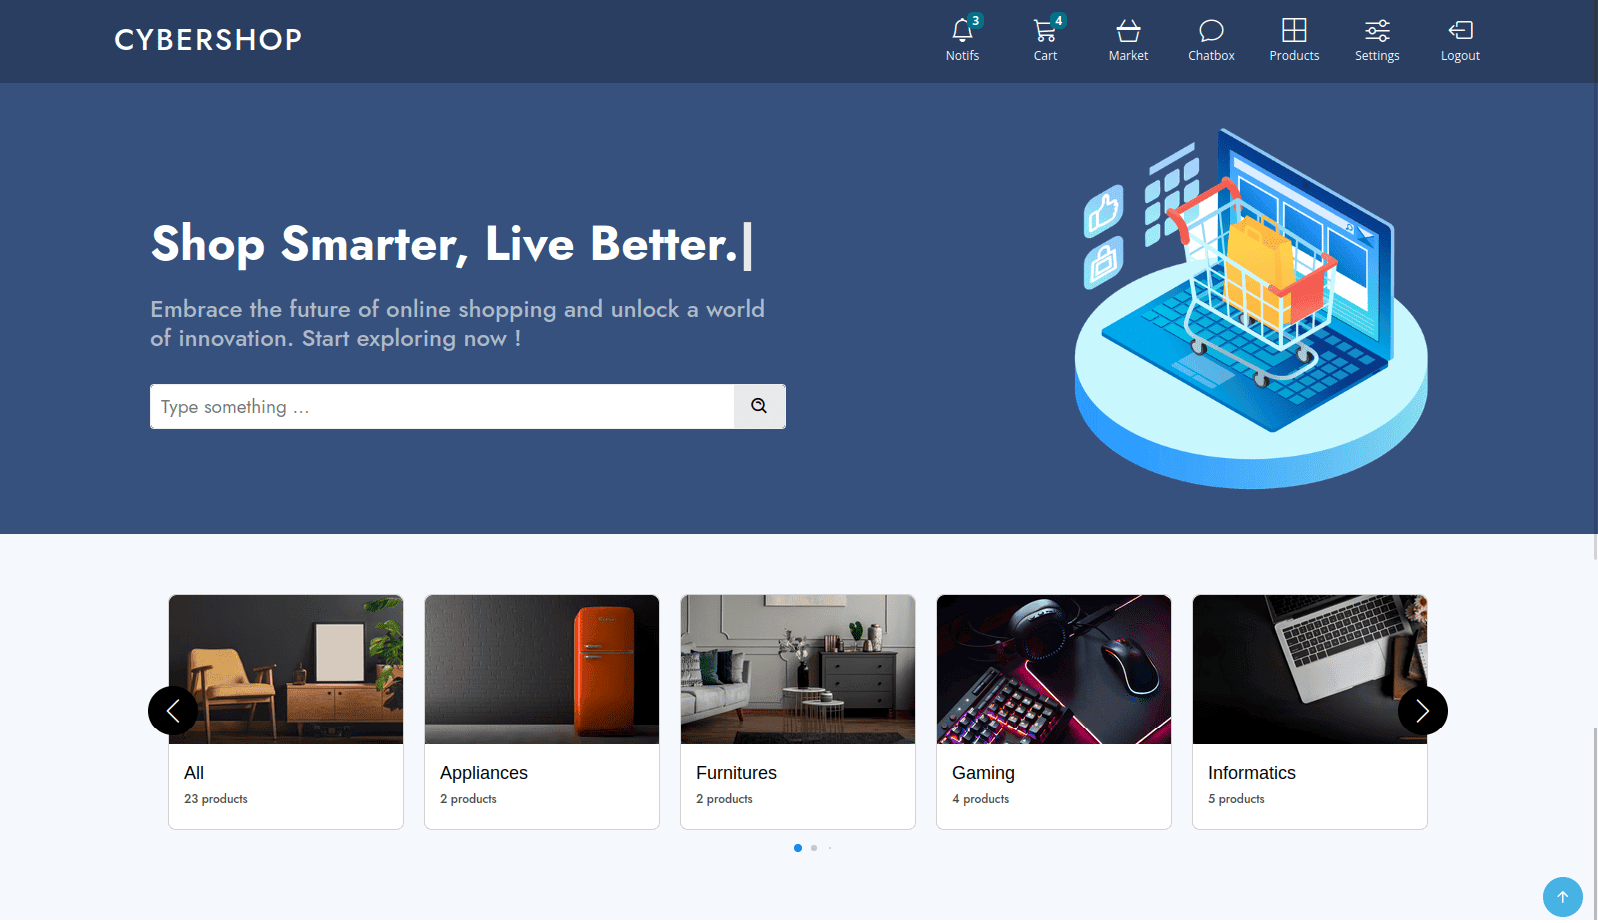 CYBERSHOP
3
4
Notifs
Cart
Market
Chatbox
Products
Settings
Logout
Shop Smarter, Live Better.|
Embrace the future of online shopping and unlock a world
of innovation. Start exploring now !
Type something ...
All
23 products
Appliances
2 products
Furnitures
2 products
Gaming
4 products
Informatics
5 products